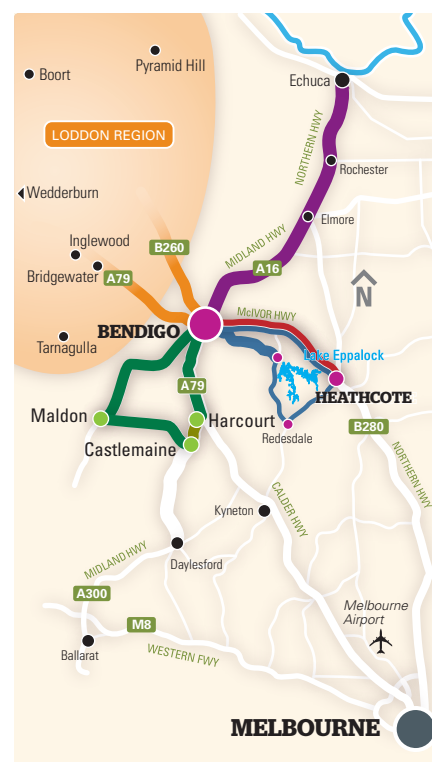 Pyramid Hill
Boort
Echuca
LODDON REGION
NORTHERN HWY
Rochester
Wedderburn
Elmore
Inglewood
B260
MIDLAND HWY
Bridgewater
A79
A16
N
McIVOR HWY
BENDIGO
Tarnagulla
Lake Eppalock
A79
HEATHCOTE
Maldon
Harcourt
B280
Castlemaine
Redesdale
NORTHERN HWY
CALDER HWY
Kyneton
MIDLAND HWY
Daylesford
A300
Melbourne
Airport
M8
Ballarat
WESTERN FWY
MELBOURNE